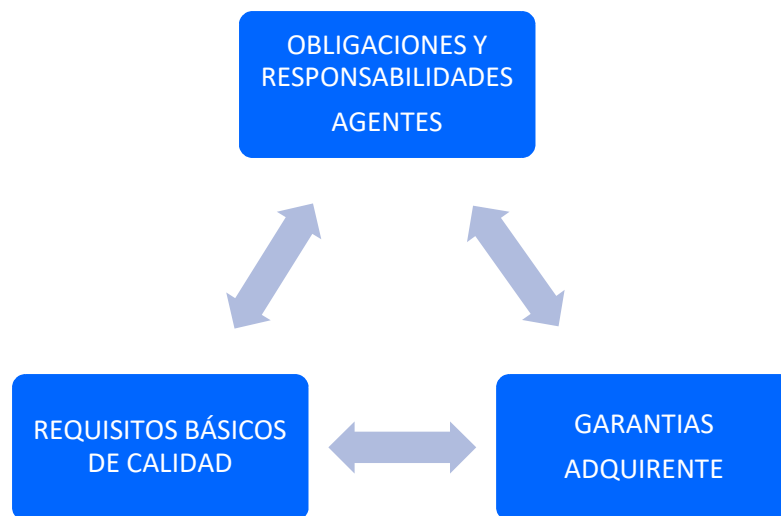 OBLIGACIONES Y
RESPONSABILIDADES
AGENTES
REQUISITOS BÁSICOS
DE CALIDAD
GARANTIAS
ADQUIRENTE